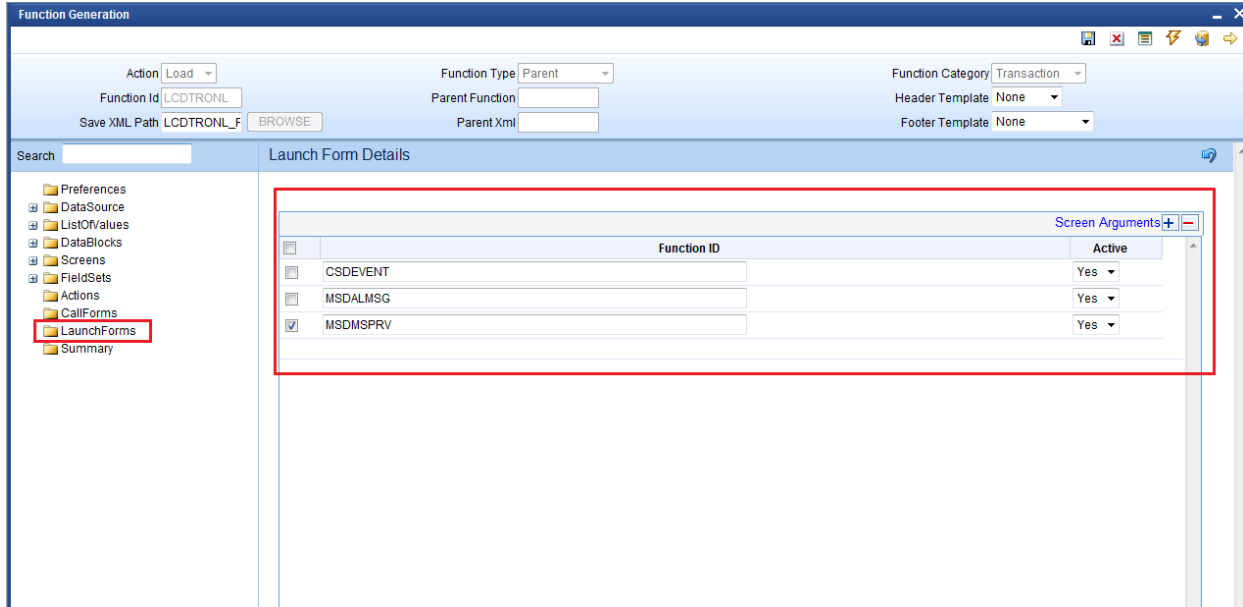 Function Generation
Action Load Function Type Parent Function Category Transaction
Function Id LCDTRONL Parent Function Header Template None
Save XML Path LCDTRONL_F BROWSE Parent Xml Footer Template None
Search Launch Form Details
Preferences
DataSource
ListOfValues
DataBlocks
Screens
FieldSets
Actions
CallForms
LaunchForms
Summary
Screen Arguments
Function ID Active
CSDEVENT Yes
MSDALMSG Yes
MSDMSPRV Yes